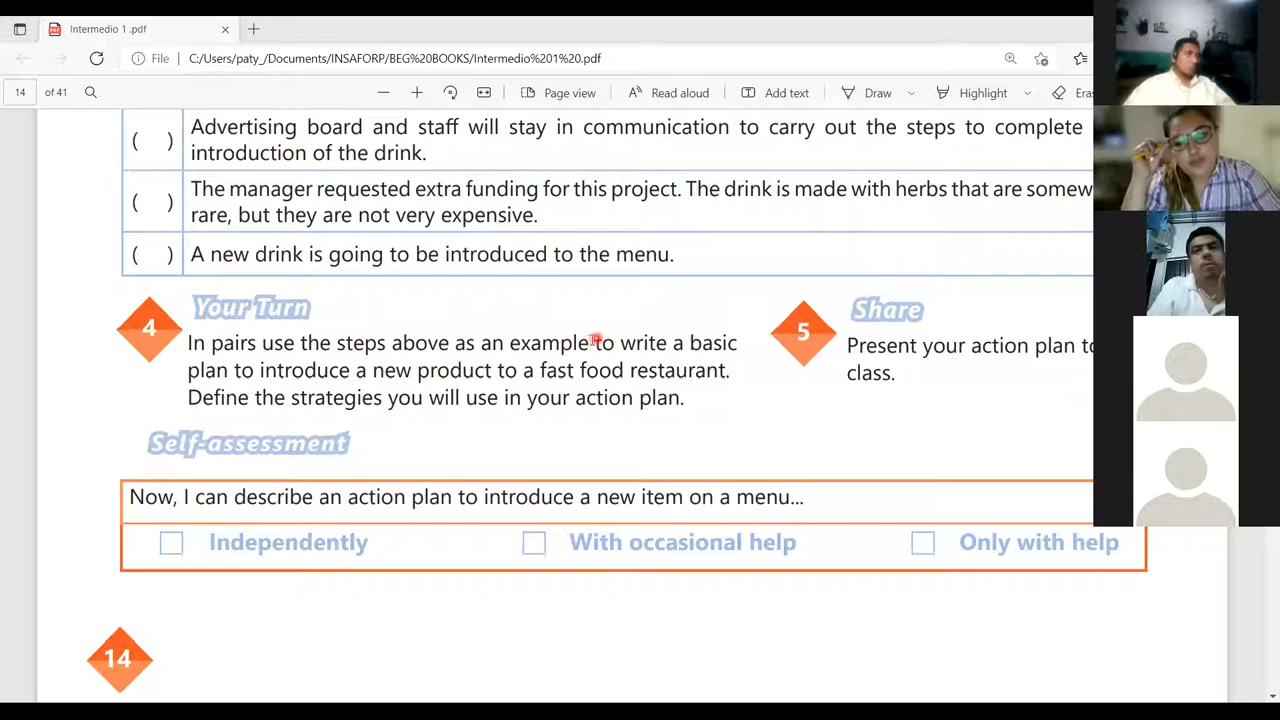 Intermedio 1 .pdf
File C:/Users/paty_/Documents/INSAFORP/BEG%20BOOKS/Intermedio%201%20.pdf
14 of 41 Page view Read aloud Add text Draw Highlight
( ) Advertising board and staff will stay in communication to carry out the steps to complete
introduction of the drink.
( ) The manager requested extra funding for this project. The drink is made with herbs that are
rare, but they are not very expensive.
( ) A new drink is going to be introduced to the menu.
4 Your Turn
In pairs use the steps above as an example to write a basic
plan to introduce a new product to a fast food restaurant.
Define the strategies you will use in your action plan.
5 Share
Present your action plan
class.
Self-assessment
Now, I can describe an action plan to introduce a new item on a menu...
Independently With occasional help Only with help
14